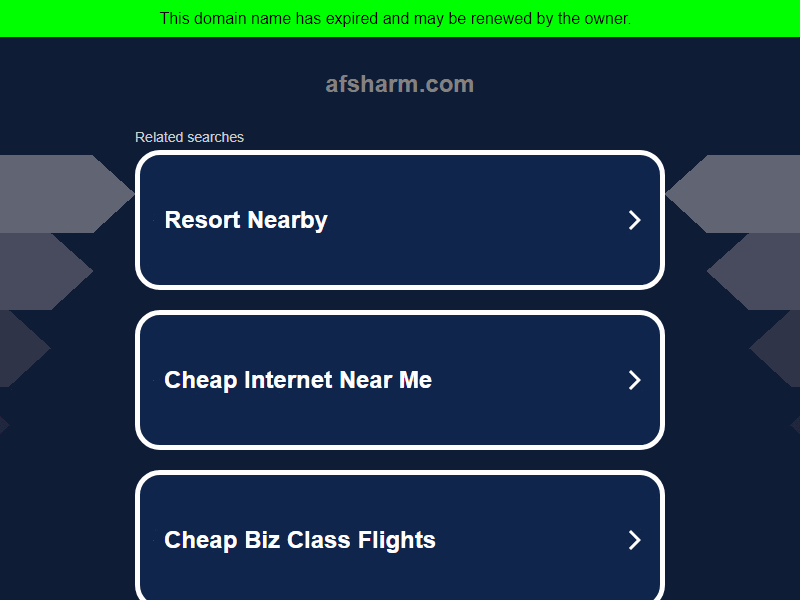 This domain name has expired and may be renewed by the owner.
afsharm.com
Related searches
Resort Nearby
Cheap Internet Near Me
Cheap Biz Class Flights